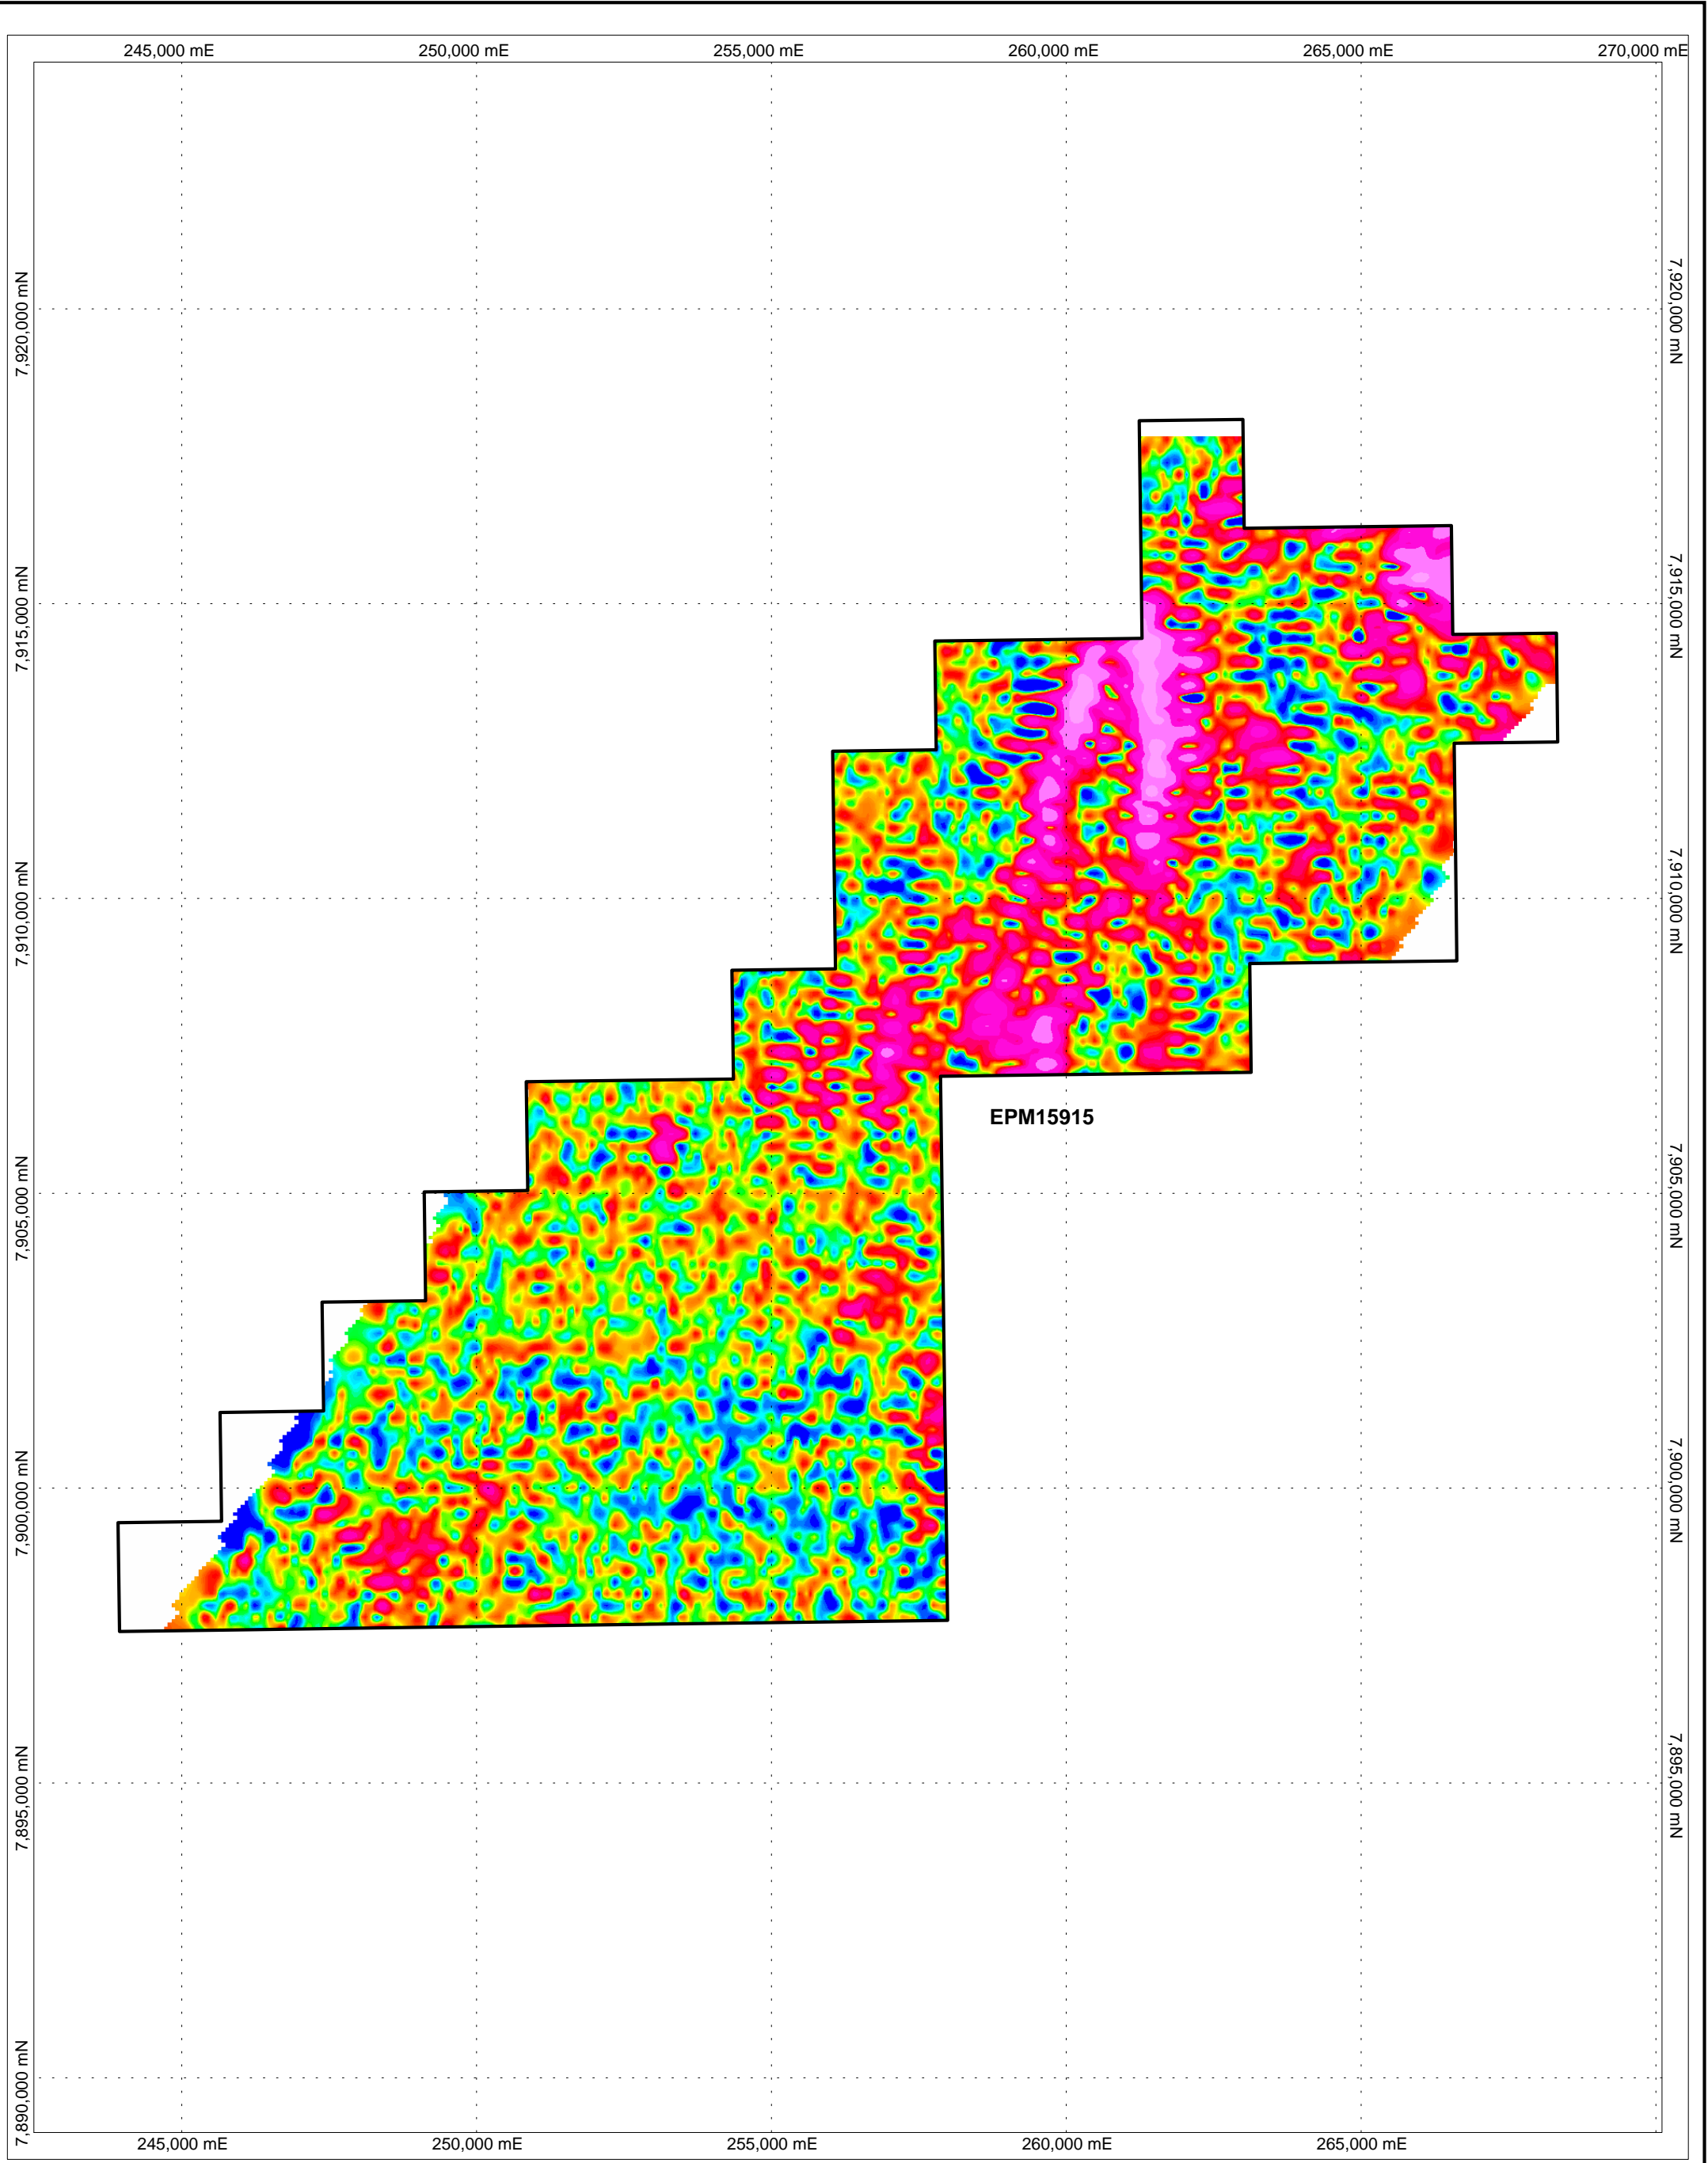 245,000 mE
250,000 mE
255,000 mE
260,000 mE
265,000 mE
270,000 mE
7,920,000 mN
7,920,000 mN
7,915,000 mN
7,915,000 mN
7,910,000 mN
7,910,000 mN
EPM15915
7,905,000 mN
7,905,000 mN
7,900,000 mN
7,900,000 mN
7,895,000 mN
7,895,000 mN
7,890,000 mN
245,000 mE
250,000 mE
255,000 mE
260,000 mE
265,000 mE